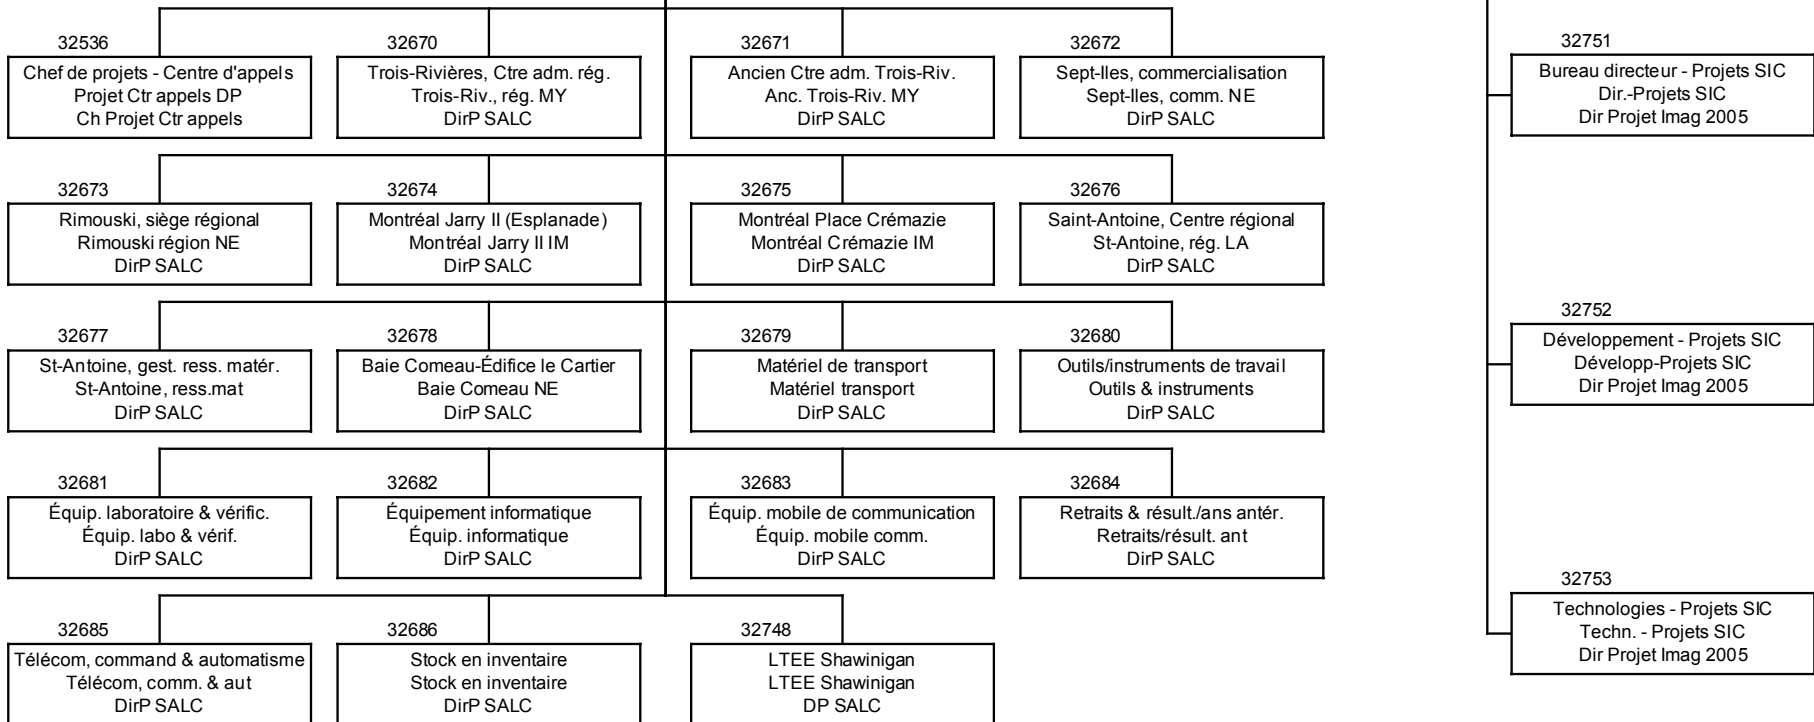 32536
Chef de projets - Centre d'appels
Projet Ctr appels DP
Ch Projet Ctr appels
32670
Trois-Rivières, Ctre adm. rég.
Trois-Riv., rég. MY
DirP SALC
32671
Ancien Ctre adm. Trois-Riv.
Anc. Trois-Riv. MY
DirP SALC
32672
Sept-Iles, commercialisation
Sept-Iles, comm. NE
DirP SALC
32673
Rimouski, siège régional
Rimouski région NE
DirP SALC
32674
Montréal Jarry II (Esplanade)
Montréal Jarry II IM
DirP SALC
32675
Montréal Place Crémazie
Montréal Crémazie IM
DirP SALC
32676
Saint-Antoine, Centre régional
St-Antoine, rég. LA
DirP SALC
32677
St-Antoine, gest. ress. matér.
St-Antoine, ress.mat
DirP SALC
32678
Baie Comeau-Édifice le Cartier
Baie Comeau NE
DirP SALC
32679
Matériel de transport
Matériel transport
DirP SALC
32680
Outils/instruments de travail
Outils & instruments
DirP SALC
32681
Équip. laboratoire & vérific.
Équip. labo & vérif.
DirP SALC
32682
Équipement informatique
Équip. informatique
DirP SALC
32683
Équip. mobile de communication
Équip. mobile comm.
DirP SALC
32684
Retraits & résult./ans antér.
Retraits/résult. ant
DirP SALC
32685
Télécom, command & automatisme
Télécom, comm. & aut
DirP SALC
32686
Stock en inventaire
Stock en inventaire
DirP SALC
32748
LTEE Shawinigan
LTEE Shawinigan
DP SALC
32751
Bureau directeur - Projets SIC
Dir.-Projets SIC
Dir Projet Imag 2005
32752
Développement - Projets SIC
Développ-Projets SIC
Dir Projet Imag 2005
32753
Technologies - Projets SIC
Techn. - Projets SIC
Dir Projet Imag 2005